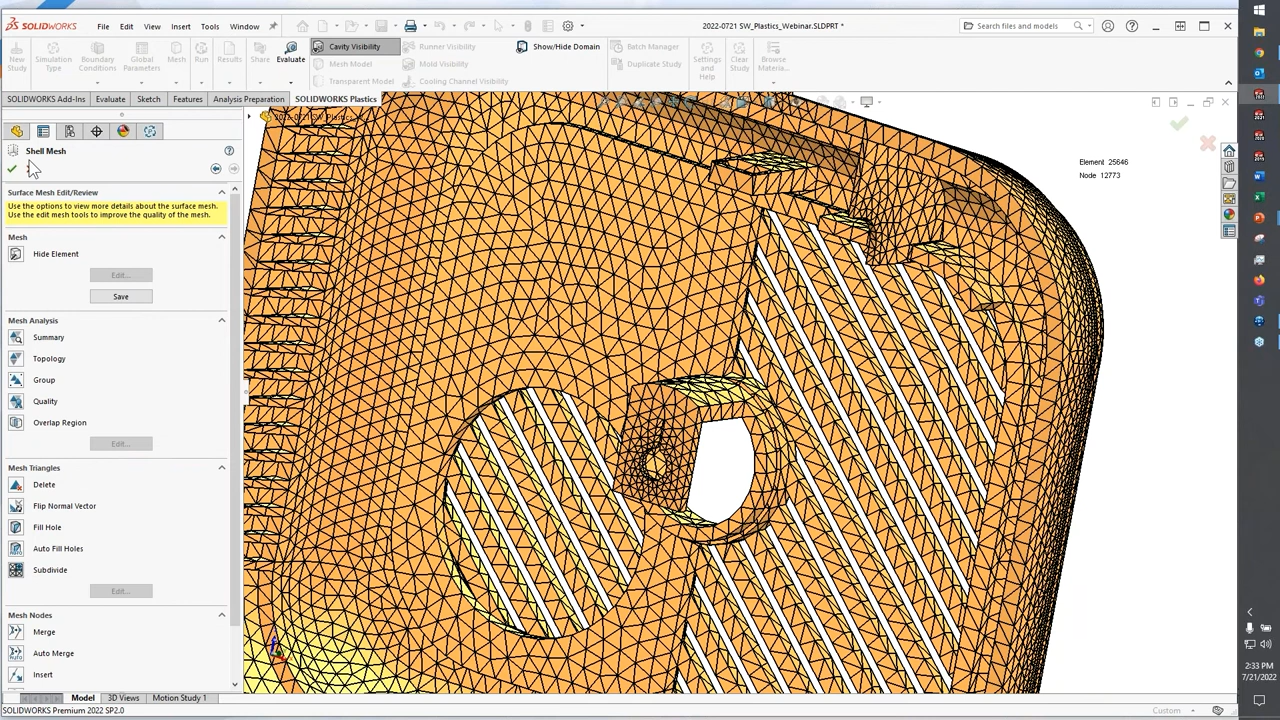 SOLIDWORKS
File
Edit
View
Insert
Tools
Window
2022-0721 SW_Plastics_Webinar.SLDPRT *
Search files and models
New Study
Simulation Type
Boundary Conditions
Global Parameters
Mesh
Run
Results
Share
Evaluate
Cavity Visibility
Mesh Model
Transparent Model
Runner Visibility
Mold Visibility
Cooling Channel Visibility
Show/Hide Domain
Batch Manager
Duplicate Study
Settings and Help
Clear Study
Browse Materia...
SOLIDWORKS Add-Ins
Evaluate
Sketch
Features
Analysis Preparation
SOLIDWORKS Plastics
2022-0721 SW_Plastics
Shell Mesh
Surface Mesh Edit/Review
Use the options to view more details about the surface mesh.
Use the edit mesh tools to improve the quality of the mesh.
Mesh
Hide Element
Edit...
Save
Mesh Analysis
Summary
Topology
Group
Quality
Overlap Region
Edit...
Mesh Triangles
Delete
Flip Normal Vector
Fill Hole
Auto Fill Holes
Subdivide
Edit...
Mesh Nodes
Merge
Auto Merge
Insert
Element 25646
Node 12773
Model
3D Views
Motion Study 1
SOLIDWORKS Premium 2022 SP2.0
Custom
2:33 PM
7/21/2022